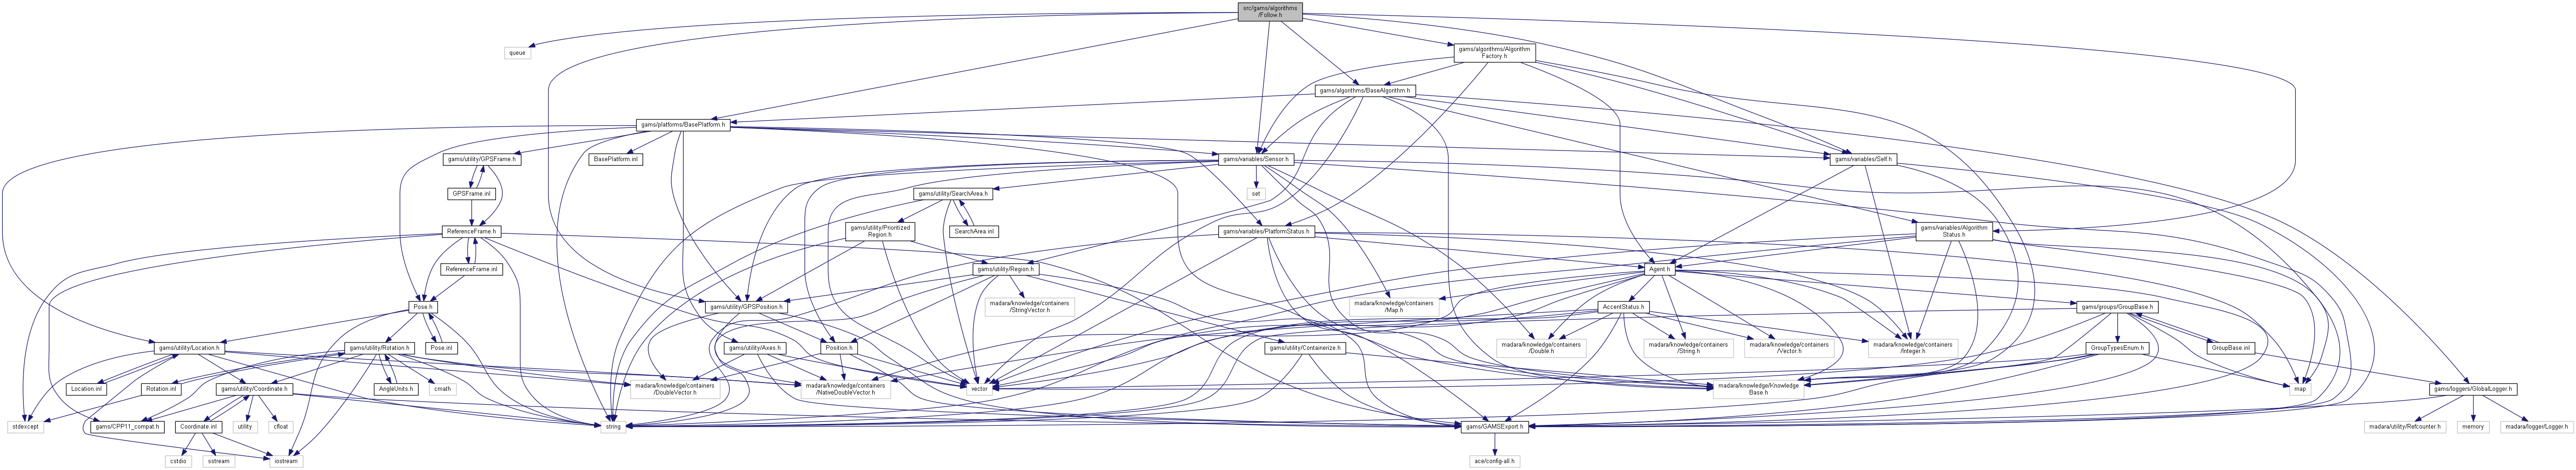 src/gams/algorithms
/Follow.h
queue
gams/algorithms/Algorithm
Factory.h
gams/algorithms/BaseAlgorithm.h
gams/platforms/BasePlatform.h
gams/utility/GPSFrame.h
BasePlatform.inl
gams/variables/Sensor.h
gams/variables/Self.h
GPSFrame.inl
gams/utility/SearchArea.h
set
ReferenceFrame.h
gams/utility/Prioritized
Region.h
SearchArea.inl
gams/variables/PlatformStatus.h
gams/variables/Algorithm
Status.h
ReferenceFrame.inl
gams/utility/Region.h
Agent.h
Pose.h
gams/utility/GPSPosition.h
madara/knowledge/containers
/StringVector.h
madara/knowledge/containers
/Map.h
AccentStatus.h
gams/groups/GroupBase.h
gams/utility/Location.h
gams/utility/Rotation.h
Pose.inl
gams/utility/Axes.h
Position.h
gams/utility/Containerize.h
madara/knowledge/containers
/Double.h
madara/knowledge/containers
/String.h
madara/knowledge/containers
/Vector.h
madara/knowledge/containers
/Integer.h
GroupTypesEnum.h
GroupBase.inl
Location.inl
Rotation.inl
gams/utility/Coordinate.h
AngleUnits.h
cmath
madara/knowledge/containers
/DoubleVector.h
madara/knowledge/containers
/NativeDoubleVector.h
vector
madara/knowledge/Knowledge
Base.h
map
gams/loggers/GlobalLogger.h
stdexcept
gams/CPP11_compat.h
Coordinate.inl
utility
cfloat
string
gams/GAMSExport.h
madara/utility/Refcounter.h
memory
madara/logger/Logger.h
cstdio
sstream
iostream
ace/config-all.h